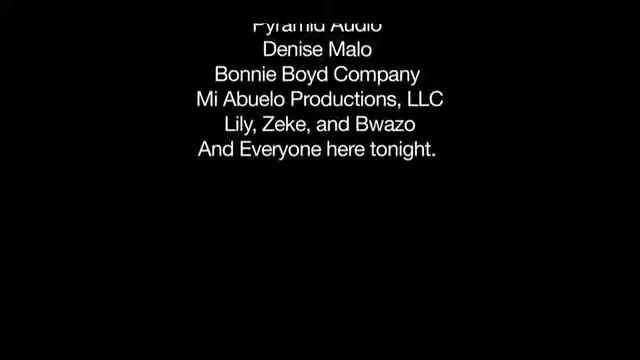 Pyramid Audio
Denise Malo
Bonnie Boyd Company
Mi Abuelo Productions, LLC
Lily, Zeke, and Bwazo
And Everyone here tonight.